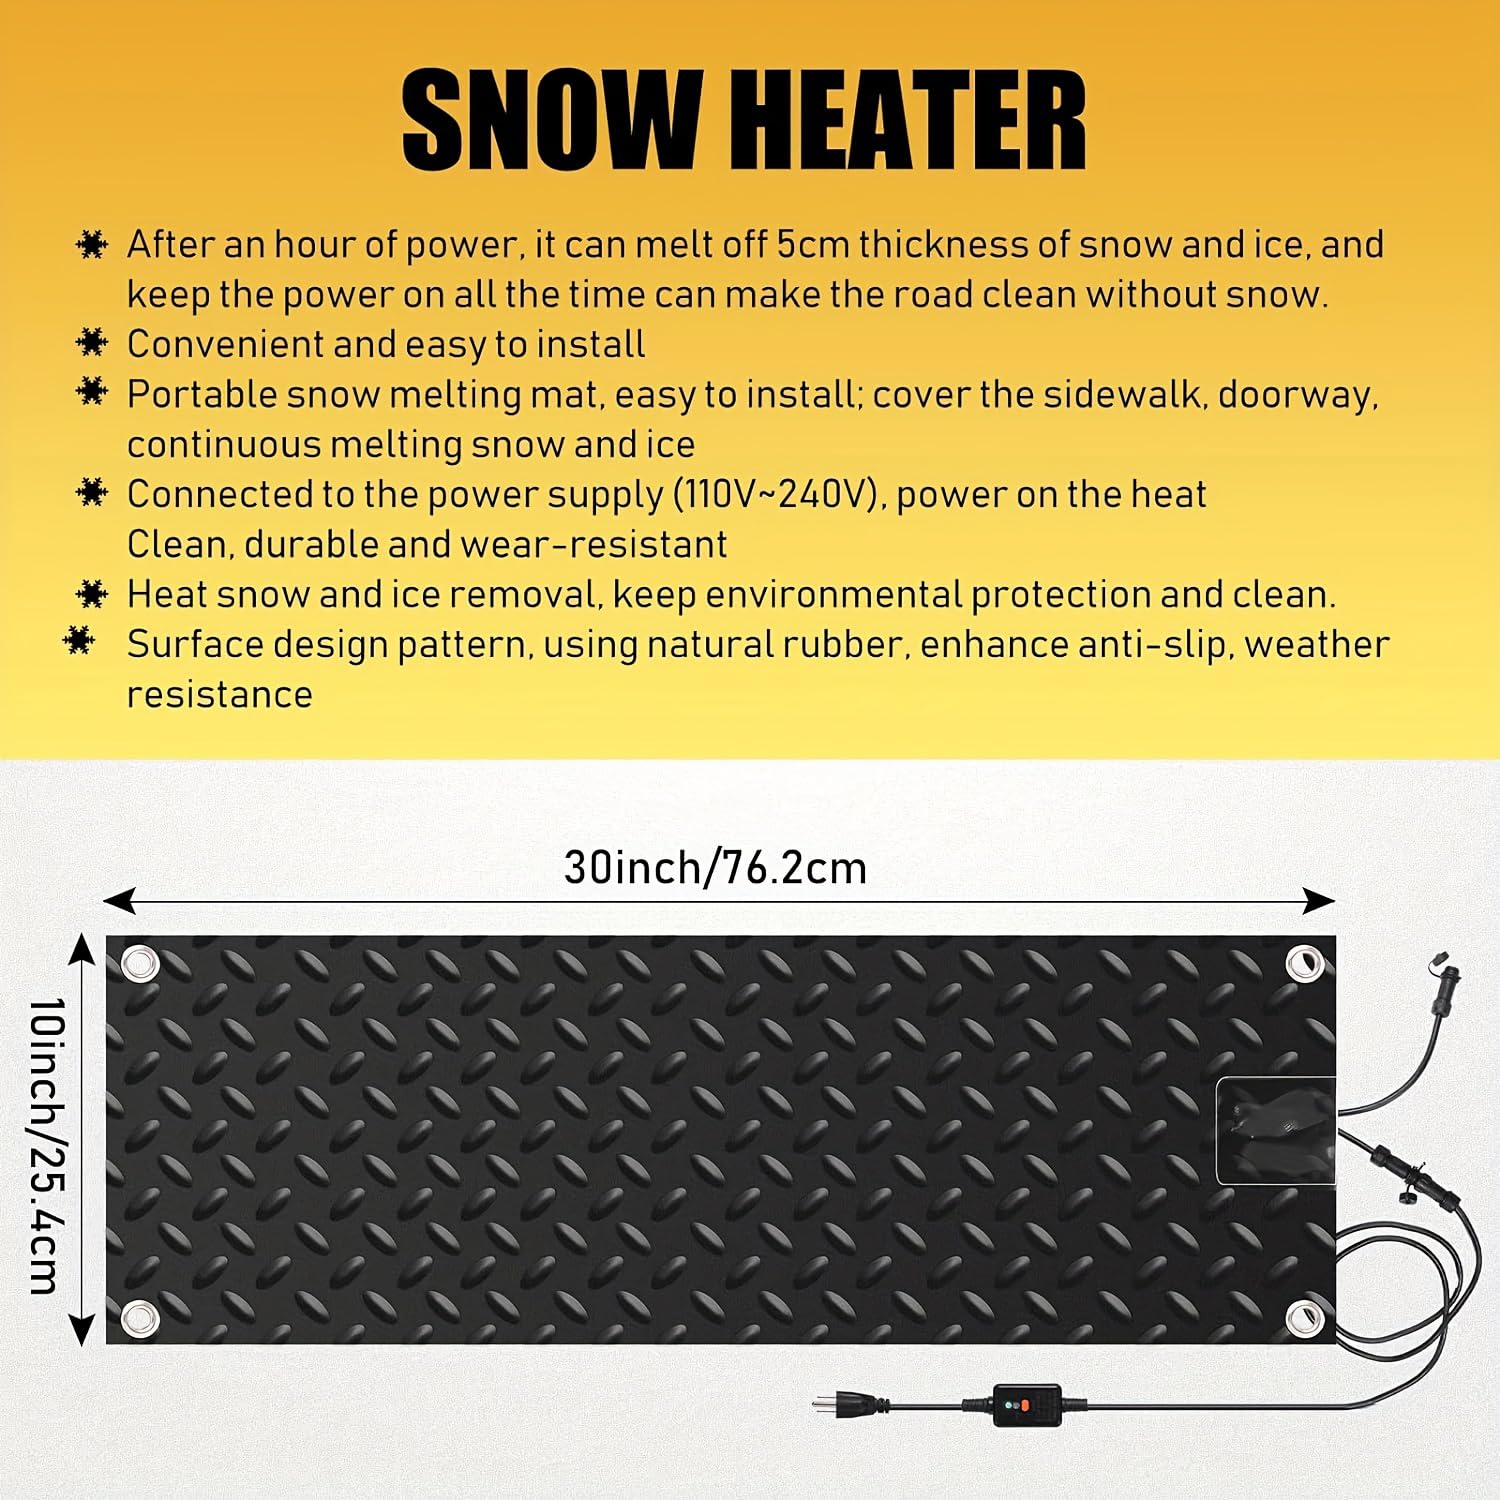 SNOW HEATER
After an hour of power, it can melt off 5cm thickness of snow and ice, and
keep the power on all the time can make the road clean without snow.
Convenient and easy to install
Portable snow melting mat, easy to install; cover the sidewalk, doorway,
continuous melting snow and ice
Connected to the power supply (110V~240V), power on the heat
Clean, durable and wear-resistant
Heat snow and ice removal, keep environmental protection and clean.
Surface design pattern, using natural rubber, enhance anti-slip, weather
resistance
30inch/76.2cm
10inch/25.4cm